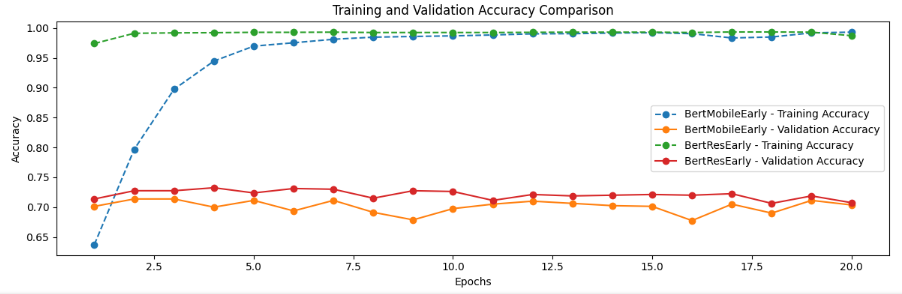 Training and Validation Accuracy Comparison
1.00
0.95
0.90
0.85
0.80
0.75
0.70
0.65
Accuracy
BertMobileEarly - Training Accuracy
BertMobileEarly - Validation Accuracy
BertResEarly - Training Accuracy
BertResEarly - Validation Accuracy
2.5 5.0 7.5 10.0 12.5 15.0 17.5 20.0
Epochs